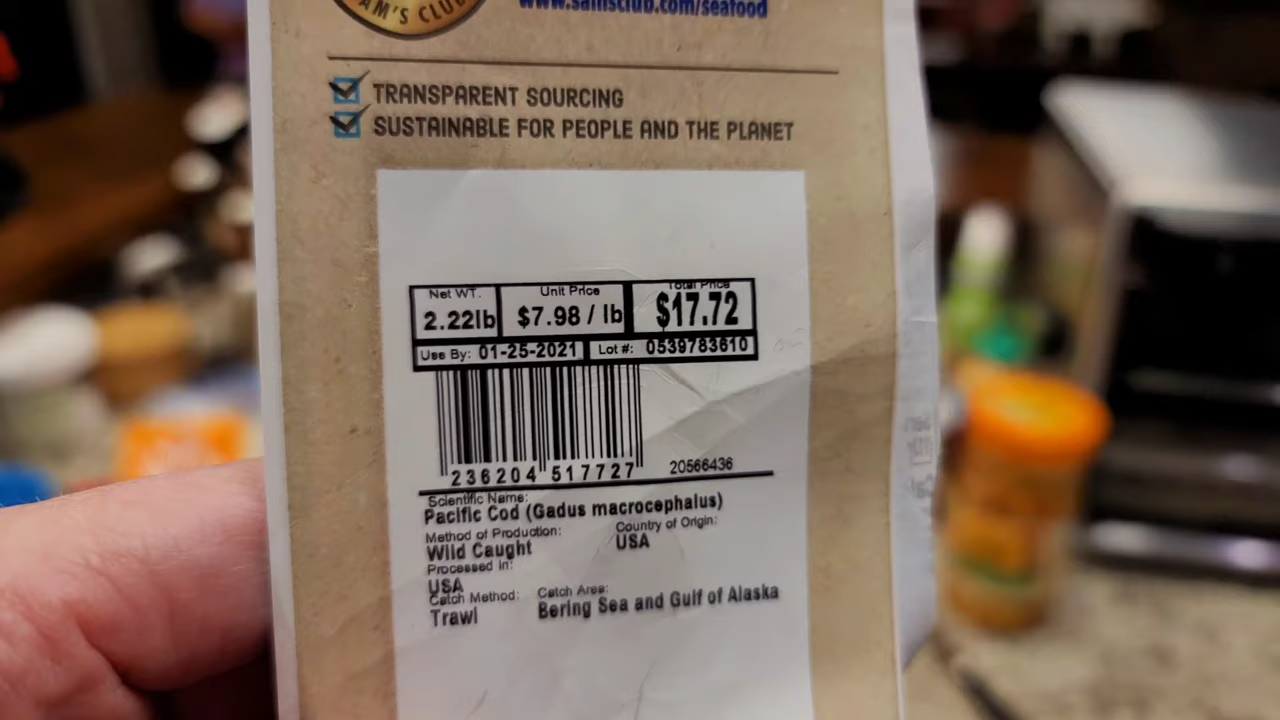 AM'S CLUB
www.samsclub.com/seafood
TRANSPARENT SOURCING
SUSTAINABLE FOR PEOPLE AND THE PLANET
Net WT. Unit Price Total Price
2.22lb $7.98 / lb $17.72
Use By: 01-25-2021 Lot #: 0539783610
236204 517727 20566436
Scientific Name:
Pacific Cod (Gadus macrocephalus)
Method of Production: Country of Origin:
Wild Caught USA
Processed in:
USA
Catch Method: Catch Area:
Trawl Bering Sea and Gulf of Alaska